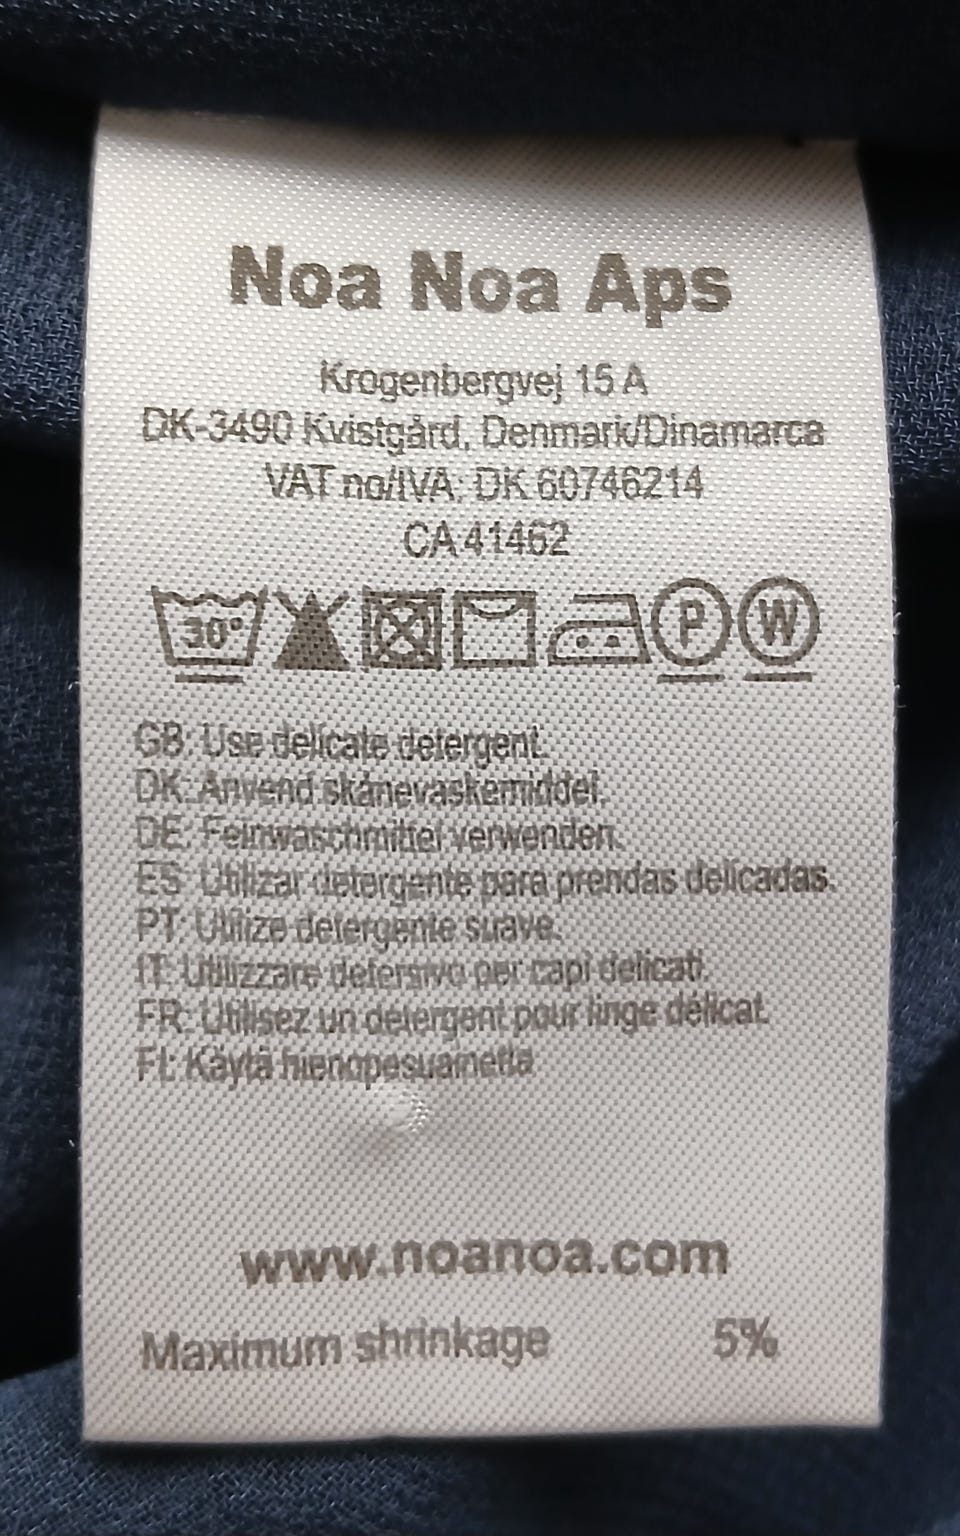 Noa Noa Aps
Krogenbergvej 15 A
DK-3490 Kvistgård, Denmark/Dinamarca
VAT no/IVA: DK 60746214
CA 41462
30° P W
GB: Use delicate detergent.
DK: Anvend skånevaskemiddel.
DE: Feinwaschmittel verwenden.
ES: Utilizar detergente para prendas delicadas.
PT: Utilize detergente suave.
IT: Utilizzare detersivo per capi delicati.
FR: Utilisez un detergent pour linge délicat.
FI: Käytä hienopesuainetta
www.noanoa.com
Maximum shrinkage 5%